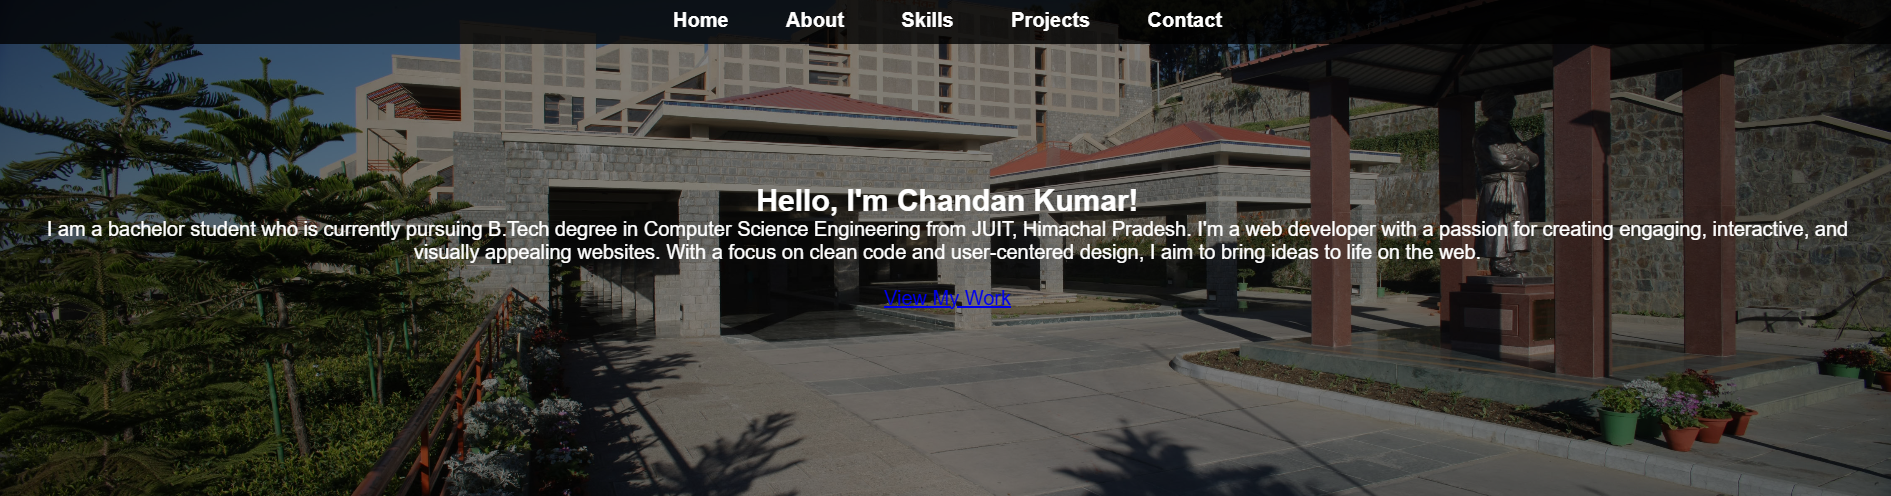 Home About Skills Projects Contact
Hello, I'm Chandan Kumar!
I am a bachelor student who is currently pursuing B.Tech degree in Computer Science Engineering from JUIT, Himachal Pradesh. I'm a web developer with a passion for creating engaging, interactive, and
visually appealing websites. With a focus on clean code and user-centered design, I aim to bring ideas to life on the web.
View My Work